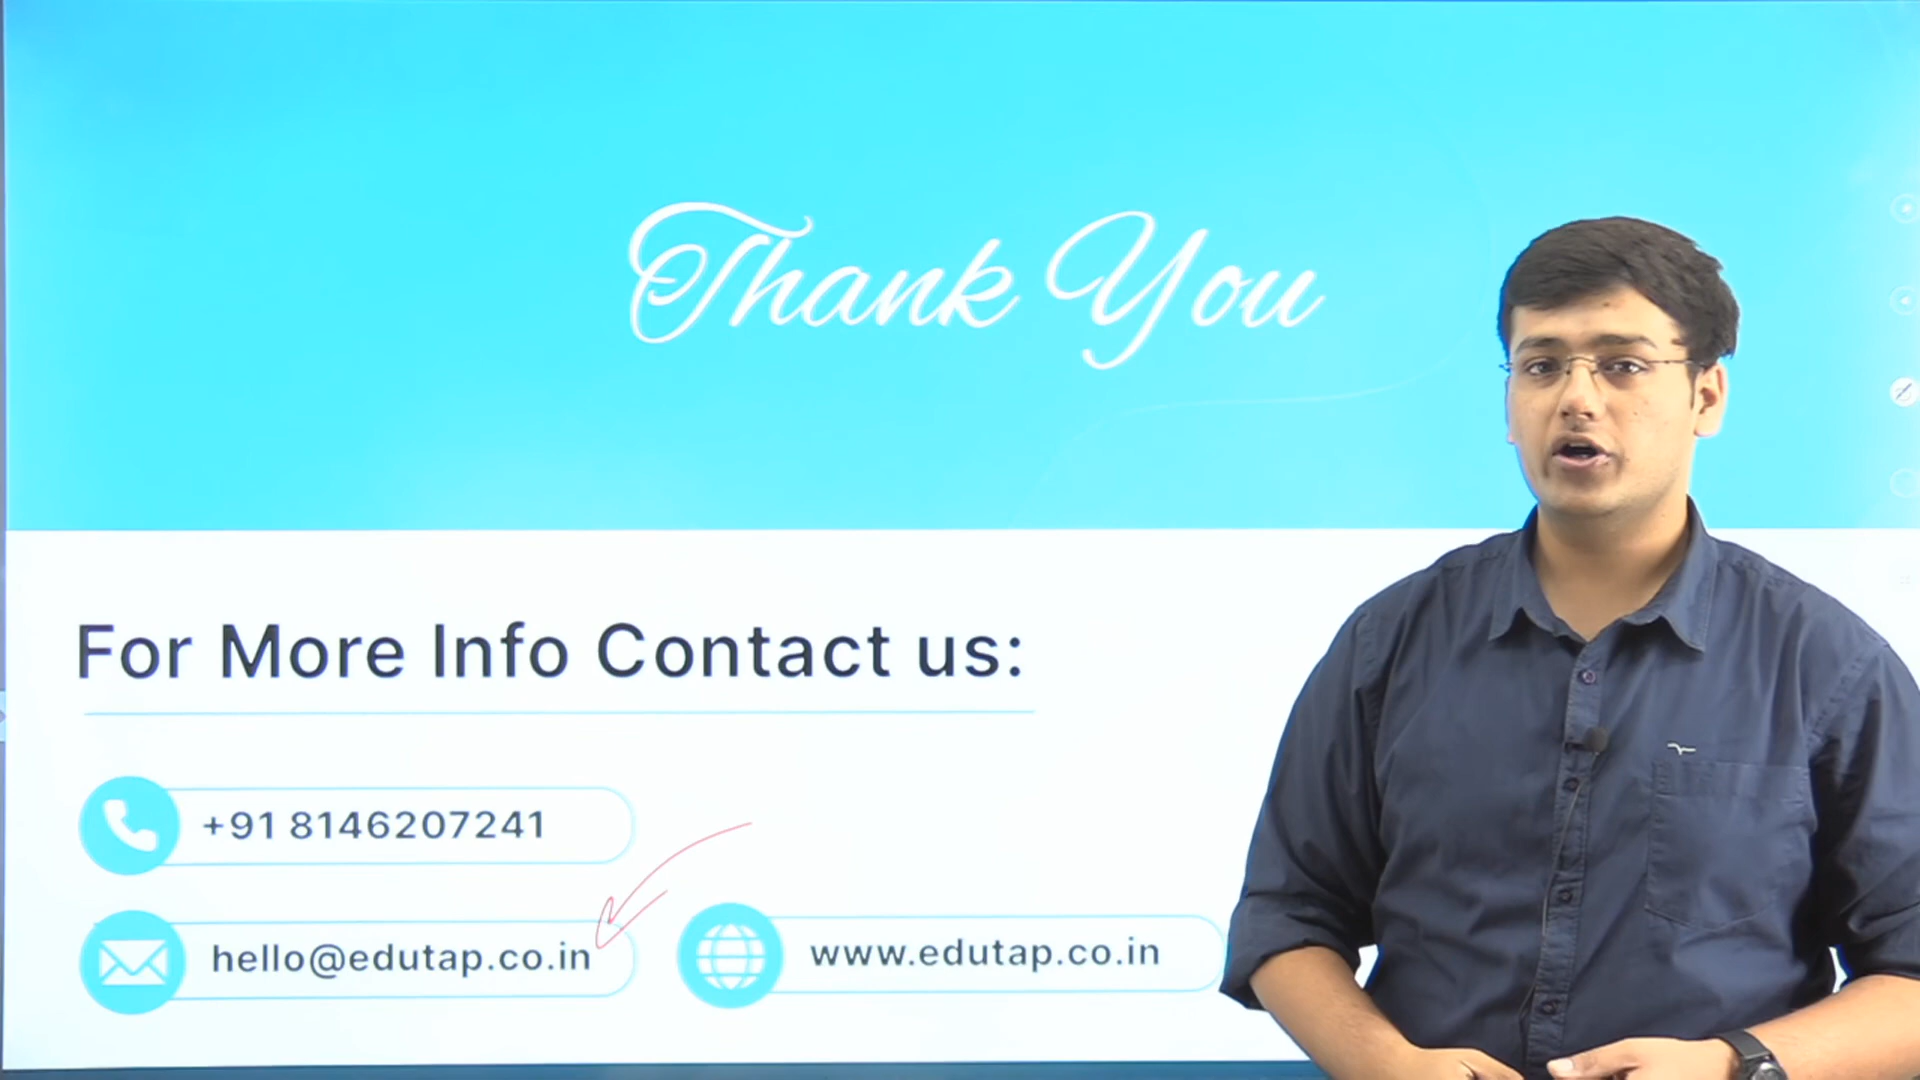 Thank You
For More Info Contact us:
+91 8146207241
hello@edutap.co.in
www.edutap.co.in